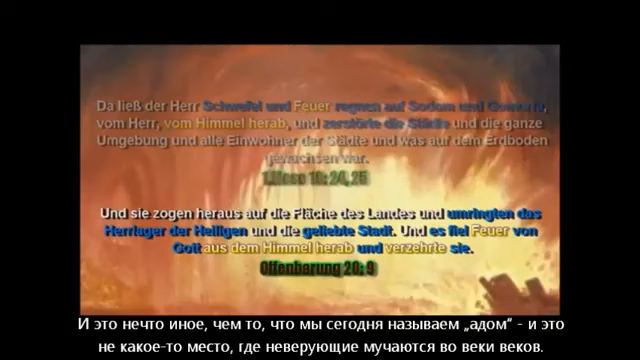 Da ließ der Herr Schwefel und Feuer regnen auf Sodom und Gomorra,
vom Herr, vom Himmel herab, und zerstörte die Städte und die ganze
Umgebung und alle Einwohner der Städte und was auf dem Erdboden
gewachsen war.
1.Mose 19: 24,25
Und sie zogen heraus auf die Fläche des Landes und umringten das
Heerlager der Heiligen und die geliebte Stadt. Und es fiel Feuer von
Gott aus dem Himmel herab und verzehrte sie.
Offenbarung 20: 9
И это нечто иное, чем то, что мы сегодня называем „адом” - и это
не какое-то место, где неверующие мучаются во веки веков.